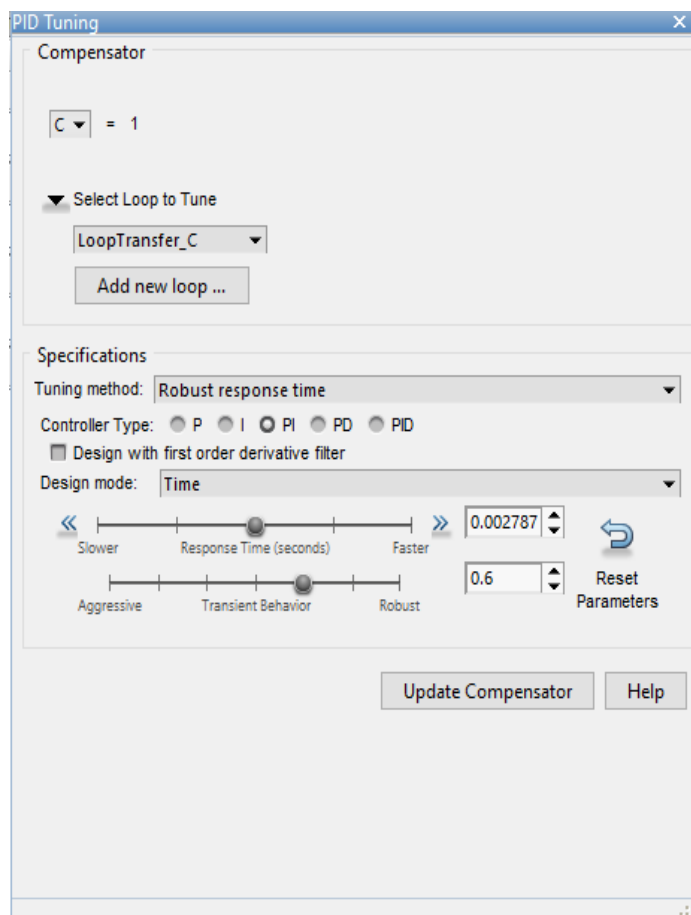 PID Tuning
Compensator
C = 1
Select Loop to Tune
LoopTransfer_C
Add new loop ...
Specifications
Tuning method: Robust response time
Controller Type: P I PI PD PID
Design with first order derivative filter
Design mode: Time
0.002787
Slower Response Time (seconds) Faster
0.6
Reset
Parameters
Aggressive Transient Behavior Robust
Update Compensator Help